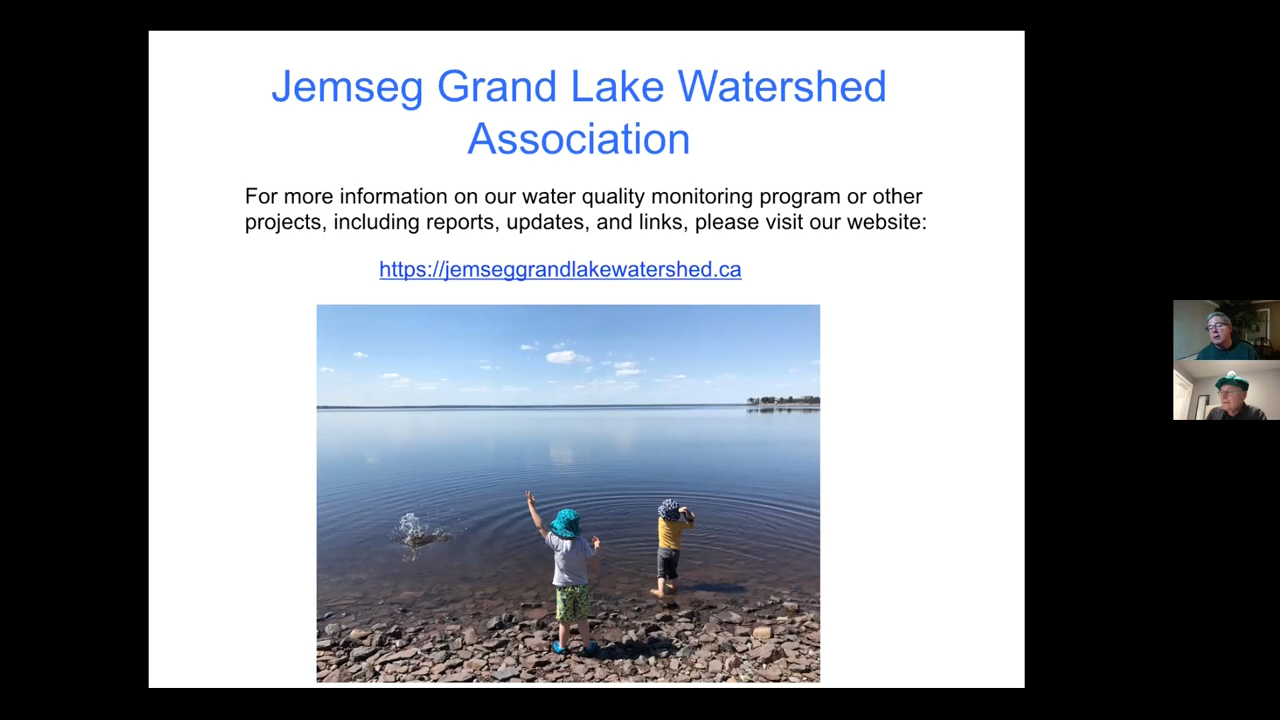 Jemseg Grand Lake Watershed
Association
For more information on our water quality monitoring program or other
projects, including reports, updates, and links, please visit our website:
https://jemseggrandlakewatershed.ca